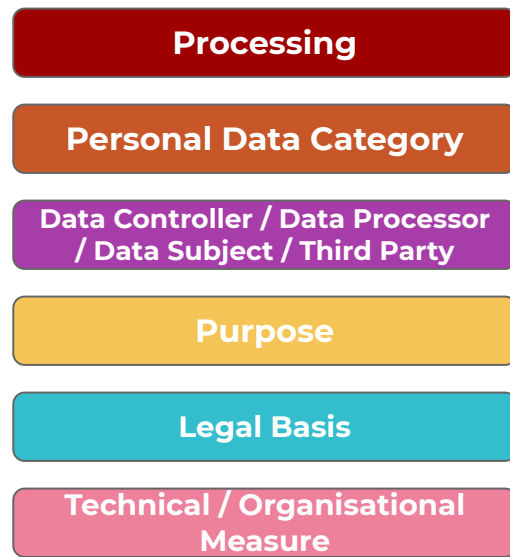 Processing
Personal Data Category
Data Controller / Data Processor
/ Data Subject / Third Party
Purpose
Legal Basis
Technical / Organisational
Measure